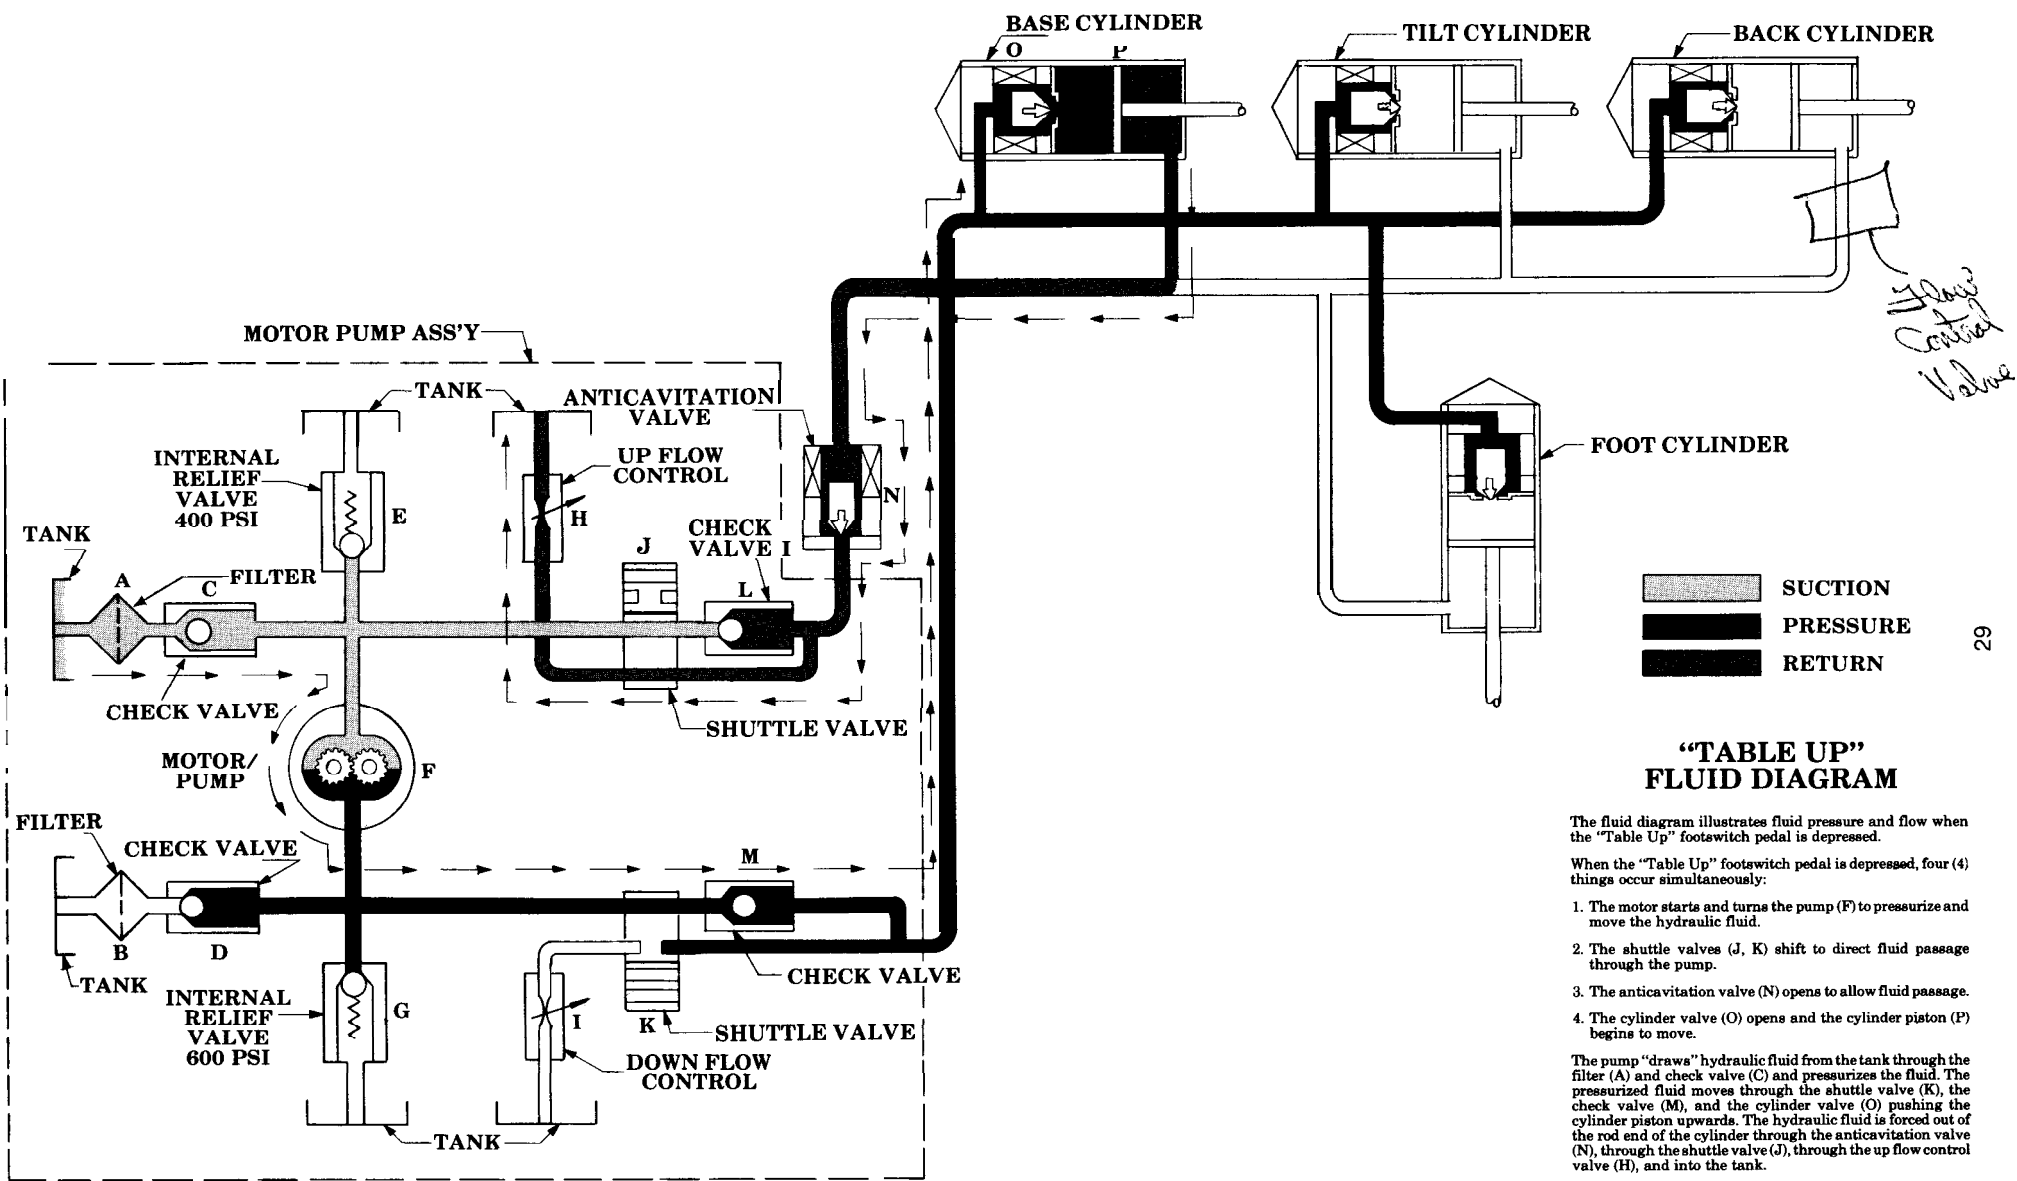 BASE CYLINDER
O
P
TILT CYLINDER
BACK CYLINDER
Flow
Control
Valve
MOTOR PUMP ASS'Y
TANK
ANTICAVITATION
VALVE
INTERNAL
RELIEF
VALVE
400 PSI
E
UP FLOW
CONTROL
H
N
FOOT CYLINDER
TANK
A
FILTER
C
J
CHECK
VALVE I
L
SUCTION
PRESSURE
RETURN
29
CHECK VALVE
SHUTTLE VALVE
MOTOR/
PUMP
F
FILTER
CHECK VALVE
M
B
D
TANK
CHECK VALVE
INTERNAL
RELIEF
VALVE
600 PSI
G
I
K
SHUTTLE VALVE
DOWN FLOW
CONTROL
TANK
“TABLE UP”
FLUID DIAGRAM
The fluid diagram illustrates fluid pressure and flow when
the “Table Up” footswitch pedal is depressed.
When the “Table Up” footswitch pedal is depressed, four (4)
things occur simultaneously:
1. The motor starts and turns the pump (F) to pressurize and
move the hydraulic fluid.
2. The shuttle valves (J, K) shift to direct fluid passage
through the pump.
3. The anticavitation valve (N) opens to allow fluid passage.
4. The cylinder valve (O) opens and the cylinder piston (P)
begins to move.
The pump “draws” hydraulic fluid from the tank through the
filter (A) and check valve (C) and pressurizes the fluid. The
pressurized fluid moves through the shuttle valve (K), the
check valve (M), and the cylinder valve (O) pushing the
cylinder piston upwards. The hydraulic fluid is forced out of
the rod end of the cylinder through the anticavitation valve
(N), through the shuttle valve (J), through the up flow control
valve (H), and into the tank.